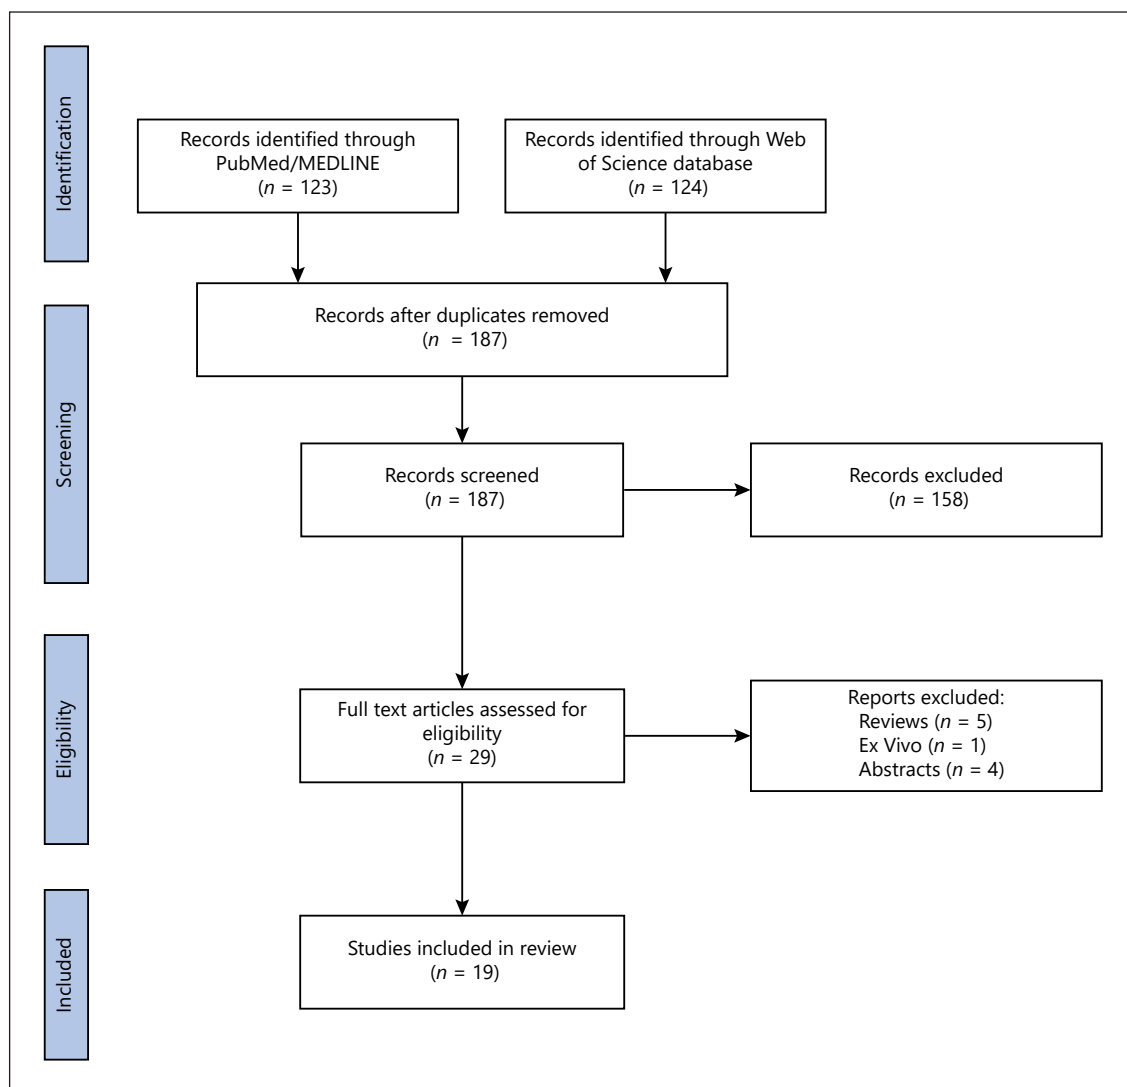 Identification
Records identified through
PubMed/MEDLINE
(n = 123)
Records identified through Web
of Science database
(n = 124)
Screening
Records after duplicates removed
(n = 187)
Records screened
(n = 187)
Records excluded
(n = 158)
Eligibility
Full text articles assessed for
eligibility
(n = 29)
Reports excluded:
Reviews (n = 5)
Ex Vivo (n = 1)
Abstracts (n = 4)
Included
Studies included in review
(n = 19)